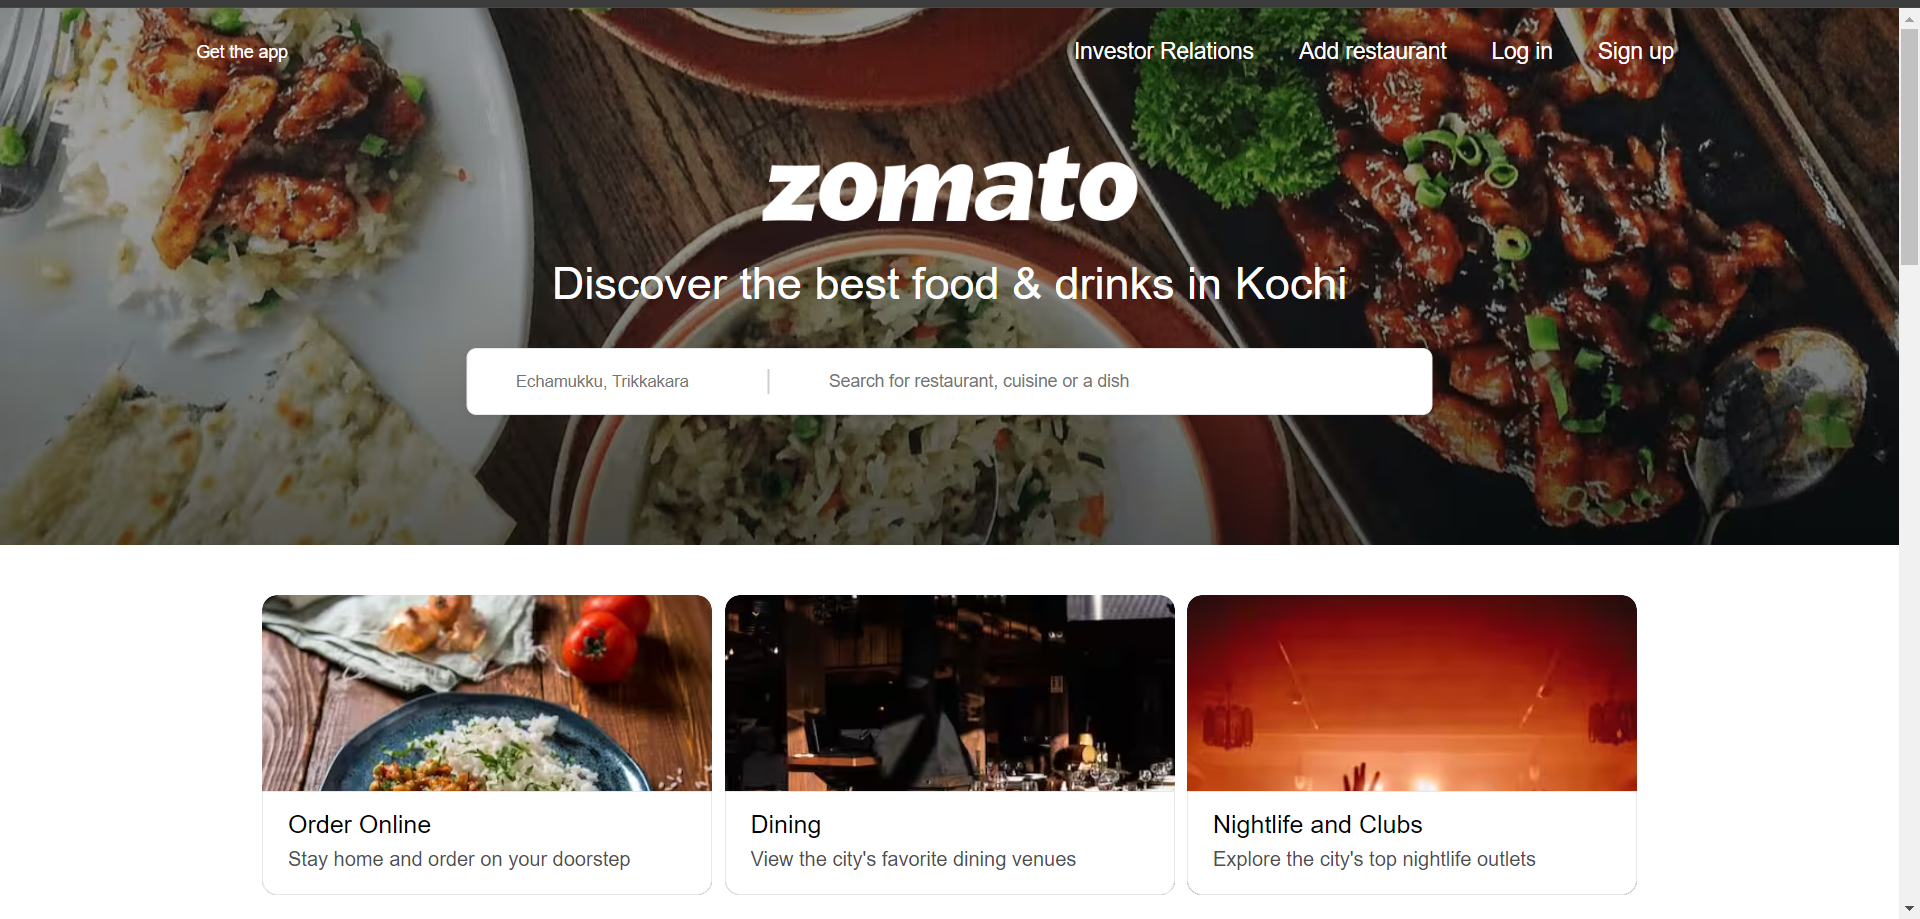 Get the app
Investor Relations
Add restaurant
Log in
Sign up
zomato
Discover the best food & drinks in Kochi
Echamukku, Trikkakara
Search for restaurant, cuisine or a dish
Order Online
Stay home and order on your doorstep
Dining
View the city's favorite dining venues
Nightlife and Clubs
Explore the city's top nightlife outlets